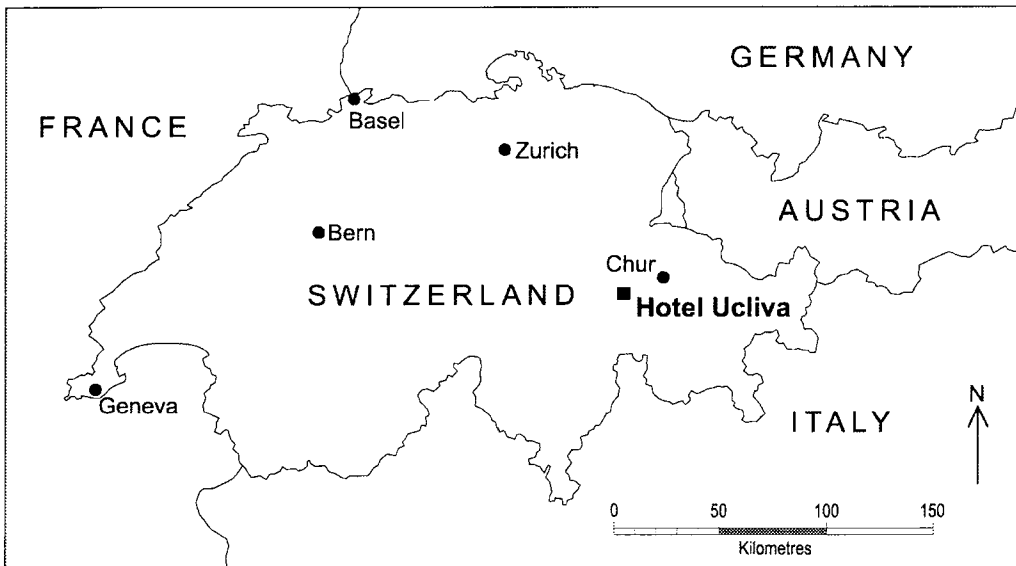 GERMANY
FRANCE
Basel
Zurich
AUSTRIA
Bern
Chur
SWITZERLAND
Hotel Ucliva
Geneva
N
ITALY
0 50 100 150
Kilometres